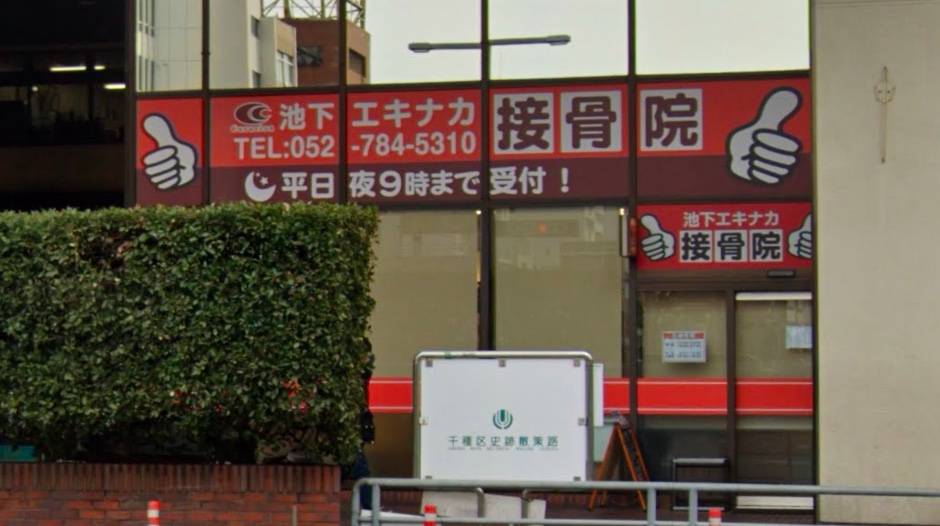 池下 エキナカ 接骨院
TEL:052-784-5310
平日 夜9時まで 受付！
池下エキナカ
接骨院
千種区史跡散策路